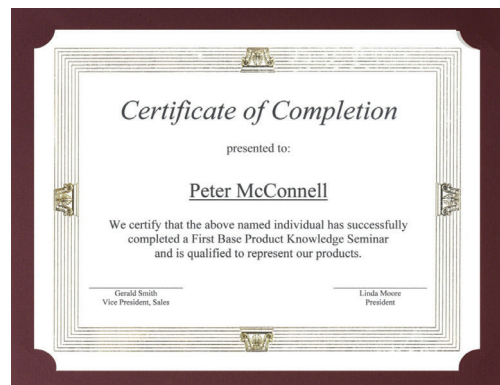 Certificate of Completion
presented to:
Peter McConnell
We certify that the above named individual has successfully
completed a First Base Product Knowledge Seminar
and is qualified to represent our products.
Gerald Smith
Vice President, Sales
Linda Moore
President